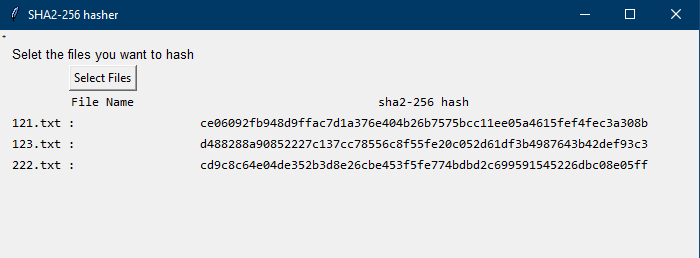 SHA2-256 hasher
Selet the files you want to hash
Select Files
File Name sha2-256 hash
121.txt : ce06092fb948d9ffac7d1a376e404b26b7575bcc11ee05a4615fef4fec3a308b
123.txt : d488288a90852227c137cc78556c8f55fe20c052d61df3b4987643b42def93c3
222.txt : cd9c8c64e04de352b3d8e26cbe453f5fe774bdbd2c699591545226dbc08e05ff